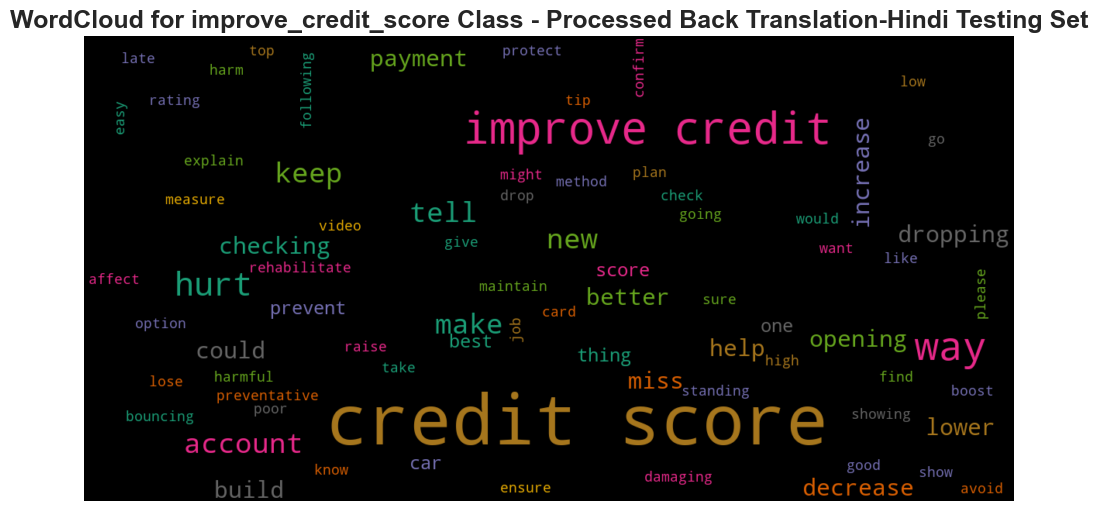 WordCloud for improve_credit_score Class - Processed Back Translation-Hindi Testing Set
late
top
payment
protect
confirm
harm
following
low
rating
easy
tip
improve credit
increase
go
explain
keep
might
method
plan
measure
drop
check
tell
going
would
video
checking
give
new
dropping
want
like
affect
hurt
rehabilitate
score
prevent
maintain
better
sure
please
option
make
card
job
one
could
raise
best
thing
help
opening
way
high
take
lose
harmful
miss
standing
find
boost
preventative
poor
bouncing
credit score
showing
lower
account
know
car
damaging
good
show
build
ensure
decrease
avoid